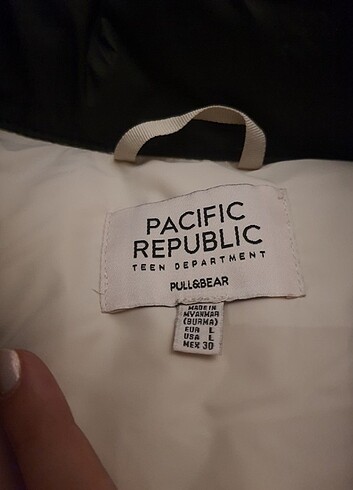 PACIFIC
REPUBLIC
TEEN DEPARTMENT
PULL&BEAR
MADE IN
MYANMAR
(BURMA)
EUR L
USA L
MEX 30